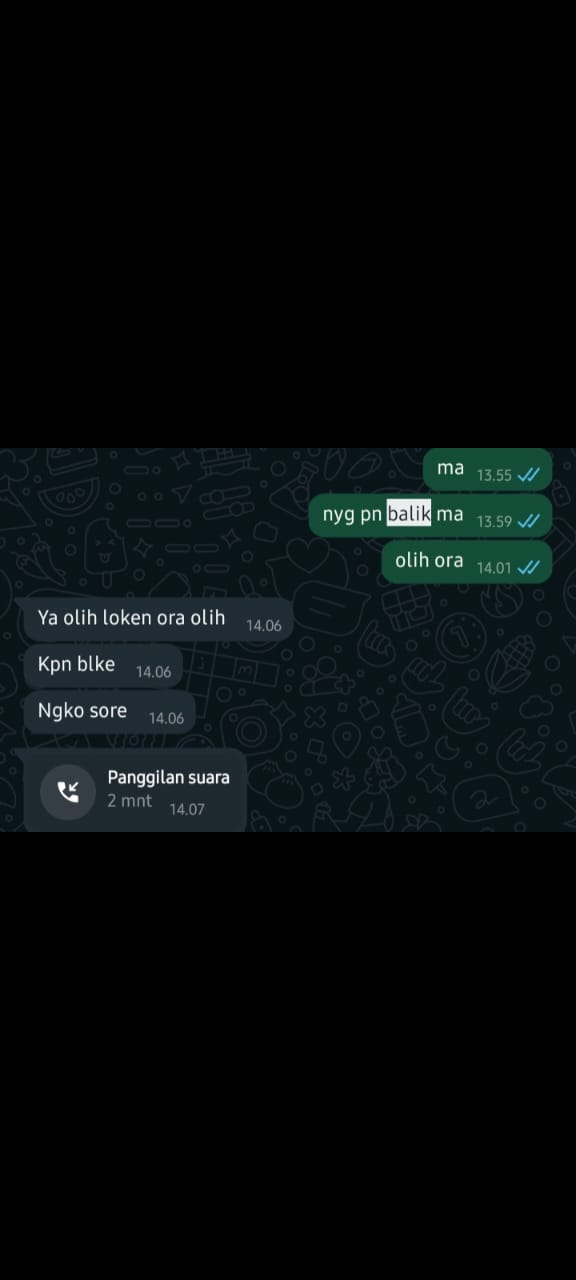 ma 13.55
nyg pn balik ma 13.59
olih ora 14.01
Ya olih loken ora olih 14.06
Kpn blke 14.06
Ngko sore 14.06
Panggilan suara
2 mnt 14.07